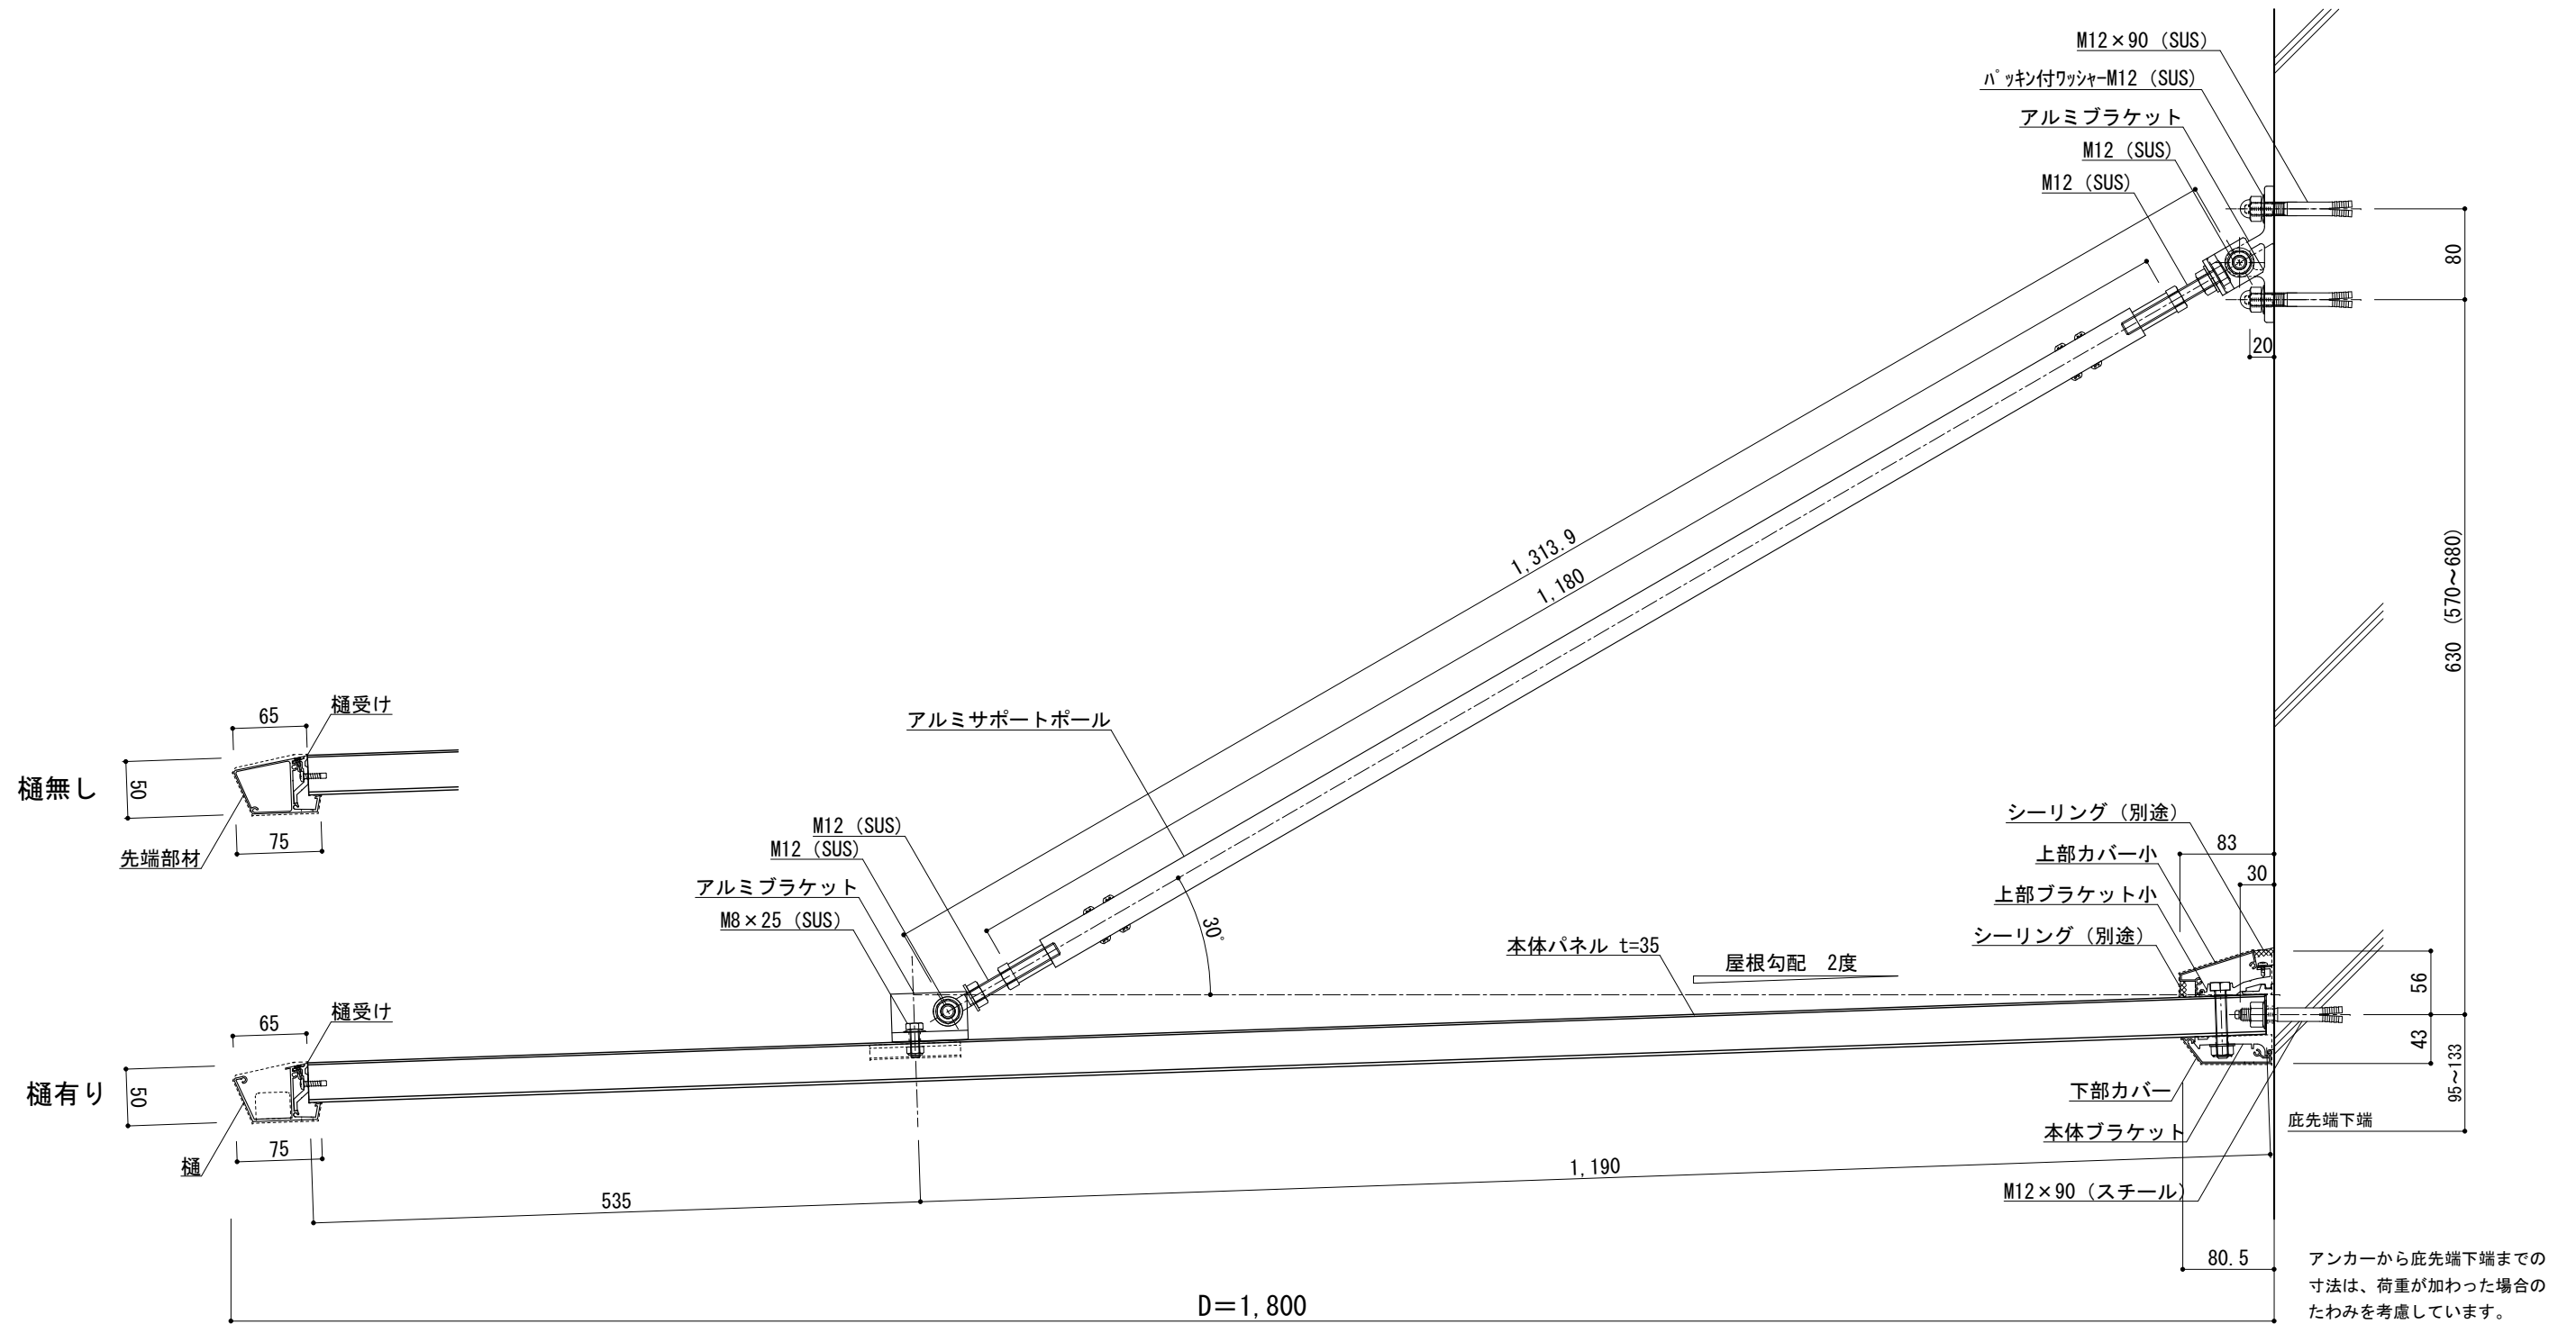 M12×90 (SUS)
パッキン付ワッシャーM12 (SUS)
アルミブラケット
M12 (SUS)
M12 (SUS)
80
20
1,313.9
1,180
630 (570～680)
アルミサポートポール
樋受け
65
樋無し
50
75
先端部材
M12 (SUS)
M12 (SUS)
アルミブラケット
M8×25 (SUS)
30°
シーリング (別途)
83
上部カバー小
30
上部ブラケット小
シーリング (別途)
本体パネル t=35
屋根勾配 2度
56
43
95～133
樋受け
65
樋有り
50
75
樋
下部カバー
本体ブラケット
庇先端下端
1,190
535
M12×90 (スチール)
80.5
D=1,800
アンカーから庇先端下端までの
寸法は、荷重が加わった場合の
たわみを考慮しています。